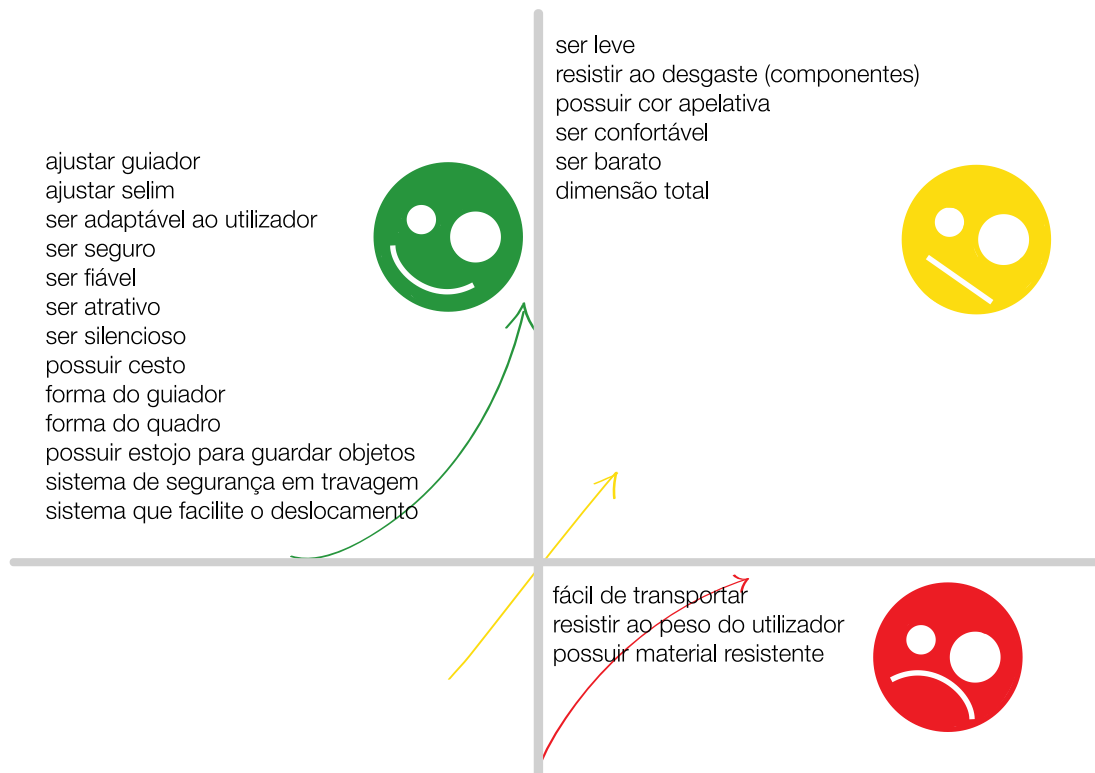 ser leve
resistir ao desgaste (componentes)
possuir cor apelativa
ser confortável
ser barato
dimensão total
ajustar guiador
ajustar selim
ser adaptável ao utilizador
ser seguro
ser fiável
ser atrativo
ser silencioso
possuir cesto
forma do guiador
forma do quadro
possuir estojo para guardar objetos
sistema de segurança em travagem
sistema que facilite o deslocamento
fácil de transportar
resistir ao peso do utilizador
possuir material resistente